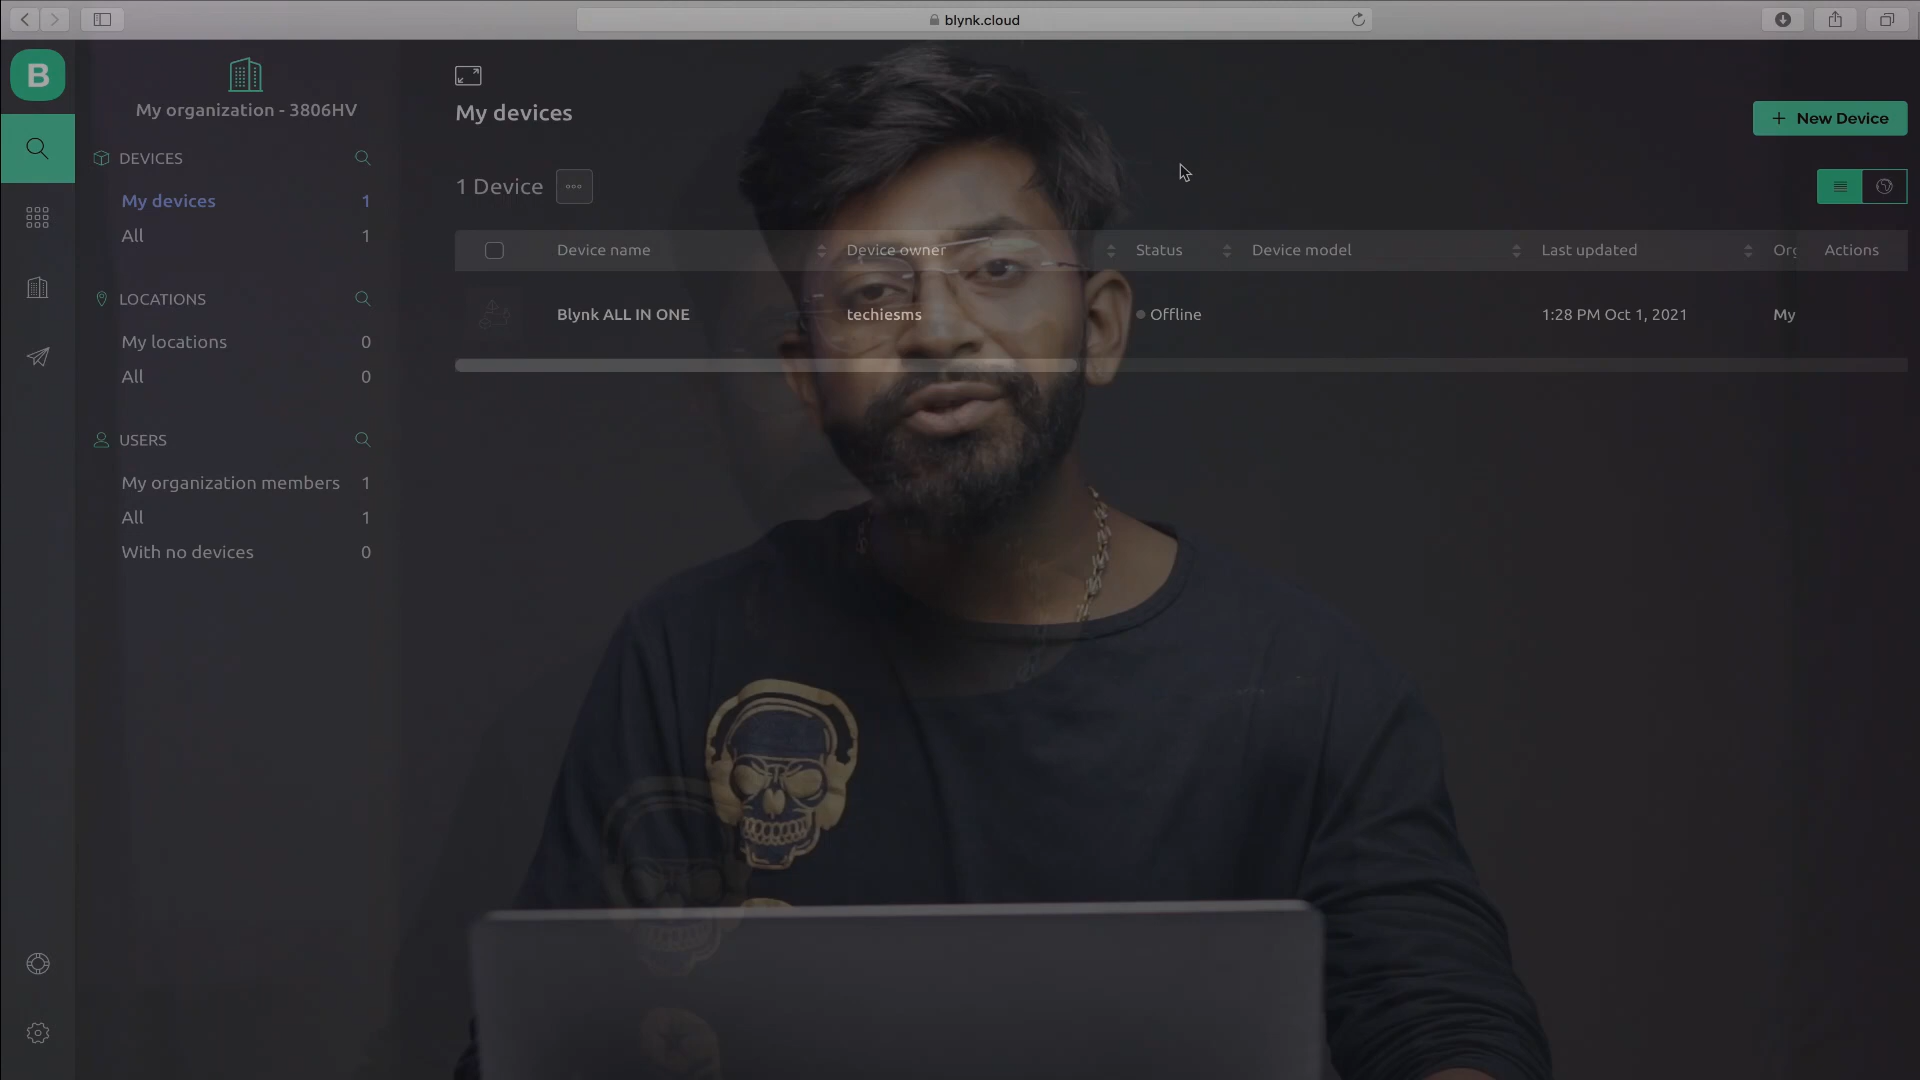 blynk.cloud
B
My organization - 3806HV
DEVICES
My devices 1
All 1
LOCATIONS
My locations 0
All 0
USERS
My organization members 1
All 1
With no devices 0
My devices
+ New Device
1 Device
Device name Device owner Status Device model Last updated Actions
Blynk ALL IN ONE techiesms Offline 1:28 PM Oct 1, 2021 My